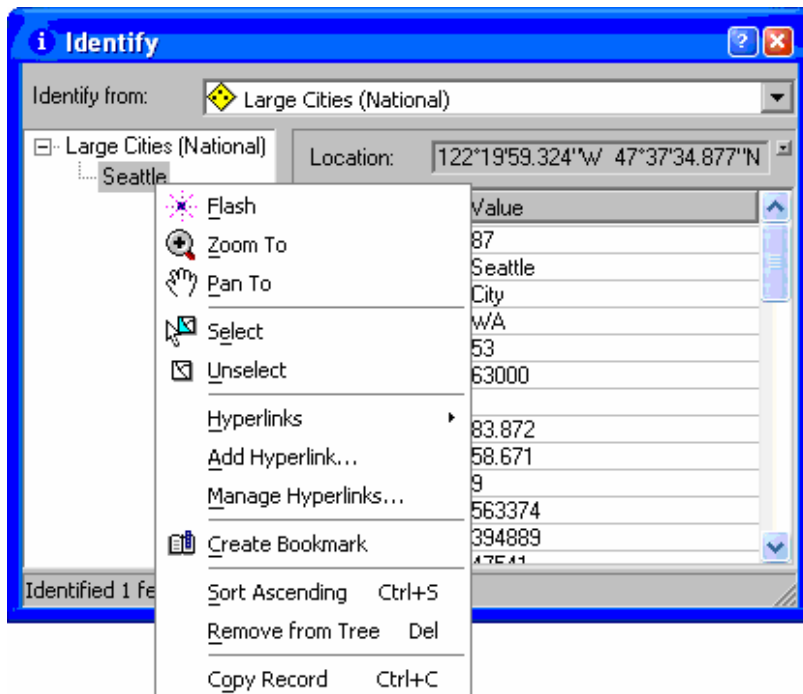 Identify
Identify from: Large Cities (National)
Large Cities (National)
Seattle
Location: 122°19'59.324"W 47°37'34.877"N
Flash
Zoom To
Pan To
Select
Unselect
Hyperlinks
Add Hyperlink...
Manage Hyperlinks...
Create Bookmark
Sort Ascending Ctrl+S
Remove from Tree Del
Copy Record Ctrl+C
Value
87
Seattle
City
WA
53
63000
83.872
58.671
9
563374
394889
47541
Identified 1 fe